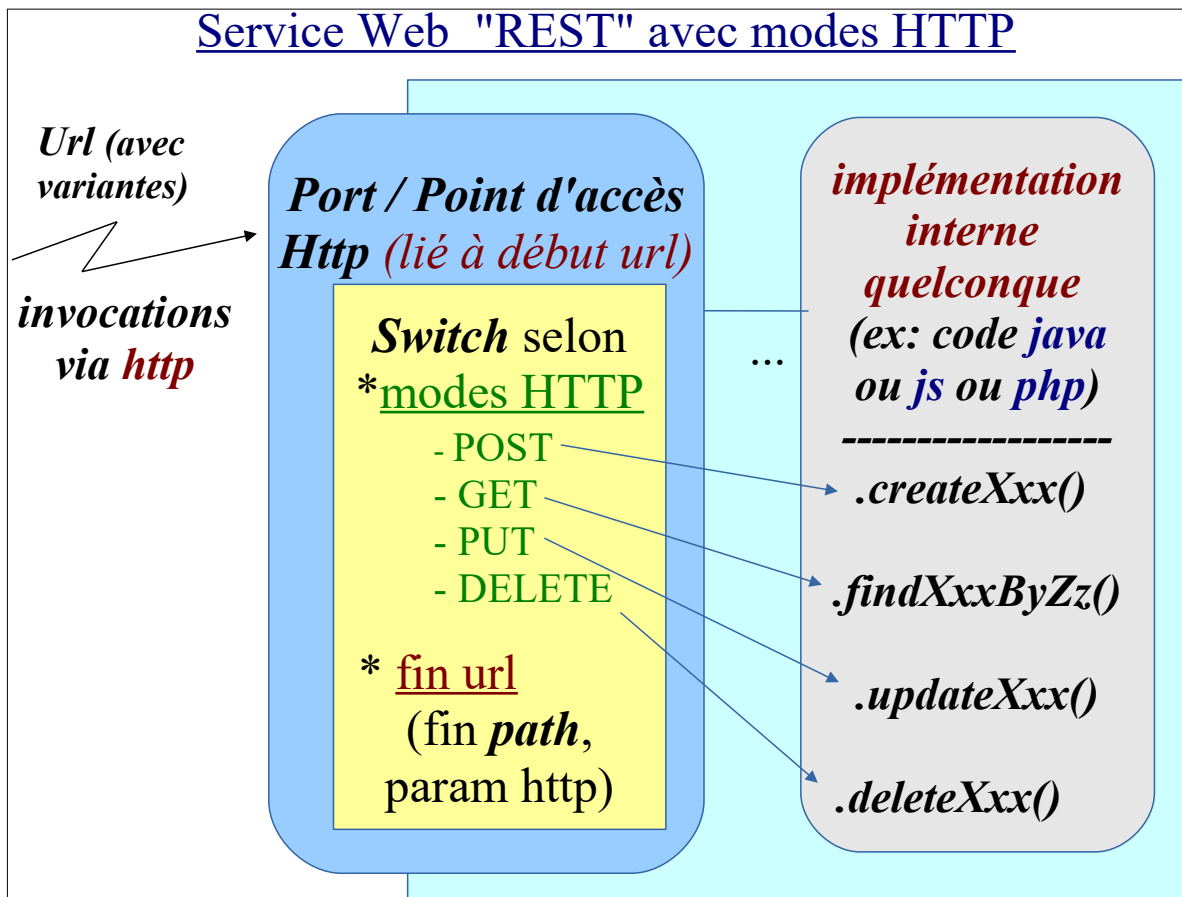 Service Web "REST" avec modes HTTP
Url (avec
variantes)
invocations
via http
Port / Point d'accès
Http (lié à début url)
Switch selon
*modes HTTP
- POST
- GET
- PUT
- DELETE
* fin url
(fin path,
param http)
...
implémentation
interne
quelconque
(ex: code java
ou js ou php)
------------------
.createXxx()
.findXxxByZz()
.updateXxx()
.deleteXxx()